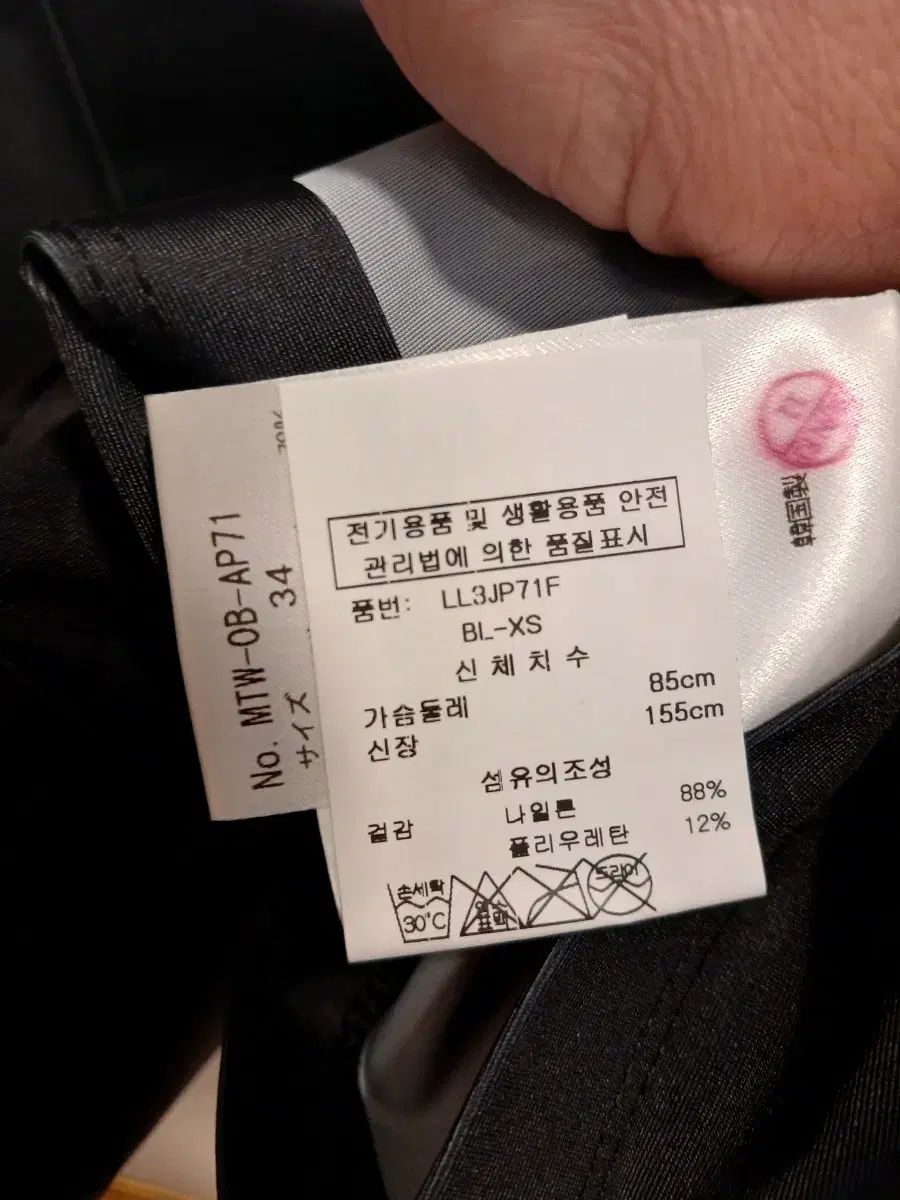 No. MTW-OB-AP71
サイズ 34
전기용품 및 생활용품 안전
관리법에 의한 품질표시
품번: LL3JP71F
BL-XS
신 체 치 수
가슴둘레 85cm
신장 155cm
섬유의조성
겉감 나일론 88%
폴리우레탄 12%
손세탁
30℃
드라이
韓国製